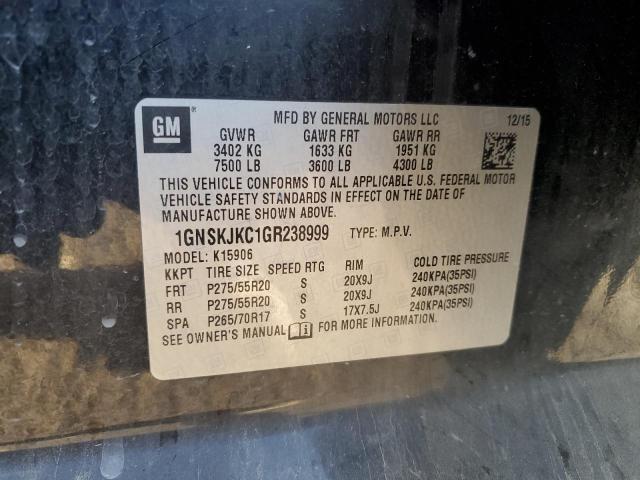 GM
MFD BY GENERAL MOTORS LLC 12/15
GVWR GAWR FRT GAWR RR
3402 KG 1633 KG 1951 KG
7500 LB 3600 LB 4300 LB
THIS VEHICLE CONFORMS TO ALL APPLICABLE U.S. FEDERAL MOTOR
VEHICLE SAFETY STANDARDS IN EFFECT ON THE DATE OF
MANUFACTURE SHOWN ABOVE.
1GNSKJKC1GR238999 TYPE: M.P.V.
MODEL: K15906
KKPT TIRE SIZE SPEED RTG RIM COLD TIRE PRESSURE
FRT P275/55R20 S 20X9J 240KPA(35PSI)
RR P275/55R20 S 20X9J 240KPA(35PSI)
SPA P265/70R17 S 17X7.5J 240KPA(35PSI)
SEE OWNER'S MANUAL FOR MORE INFORMATION.